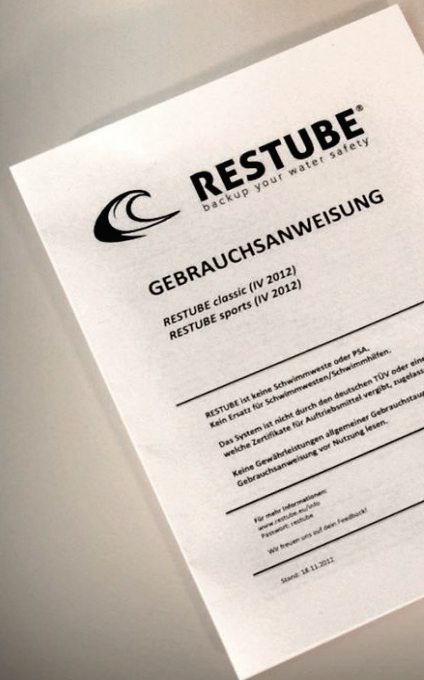 RESTUBE®
backup your water safety
GEBRAUCHSANWEISUNG
RESTUBE classic (IV 2012)
RESTUBE sports (IV 2012)
RESTUBE ist keine Schwimmweste oder PSA.
Kein Ersatz für Schwimmwesten/Schwimmhilfen.
Das System ist nicht durch den deutschen TÜV oder eine
welche Zertifikate für Auftriebsmittel vergibt, zugelass
Keine Gewährleistungen allgemeiner Gebrauchstau
Gebrauchsanweisung vor Nutzung lesen.
Für mehr Informationen:
www.restube.eu/info
Passwort: restube
Wir freuen uns auf dein Feedback!
Stand: 18.11.2012